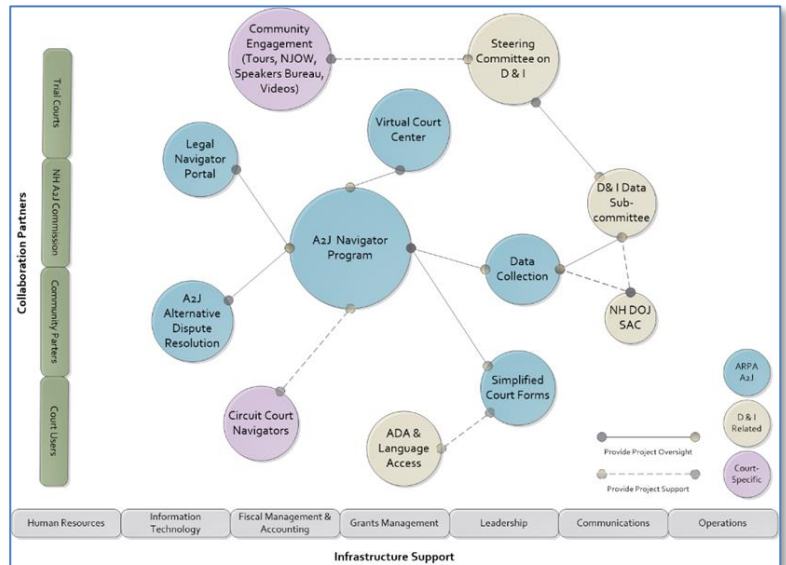 Community
Engagement
(Tours, NJOW,
Speakers Bureau,
Videos)
Steering
Committee on
D & I
Trial Courts
Virtual Court
Center
Legal
Navigator
Portal
NH A2J Commission
D& I Data
Sub-
committee
Collaboration Partners
A2J Navigator
Program
Data
Collection
Community Parters
A2J
Alternative
Dispute
Resolution
NH DOJ
SAC
ARPA
A2J
Simplified
Court Forms
Court Users
Circuit Court
Navigators
ADA &
Language
Access
D & I
Related
Provide Project Oversight
Provide Project Support
Court-
Specific
Human Resources
Information
Technology
Fiscal Management &
Accounting
Grants Management
Leadership
Communications
Operations
Infrastructure Support